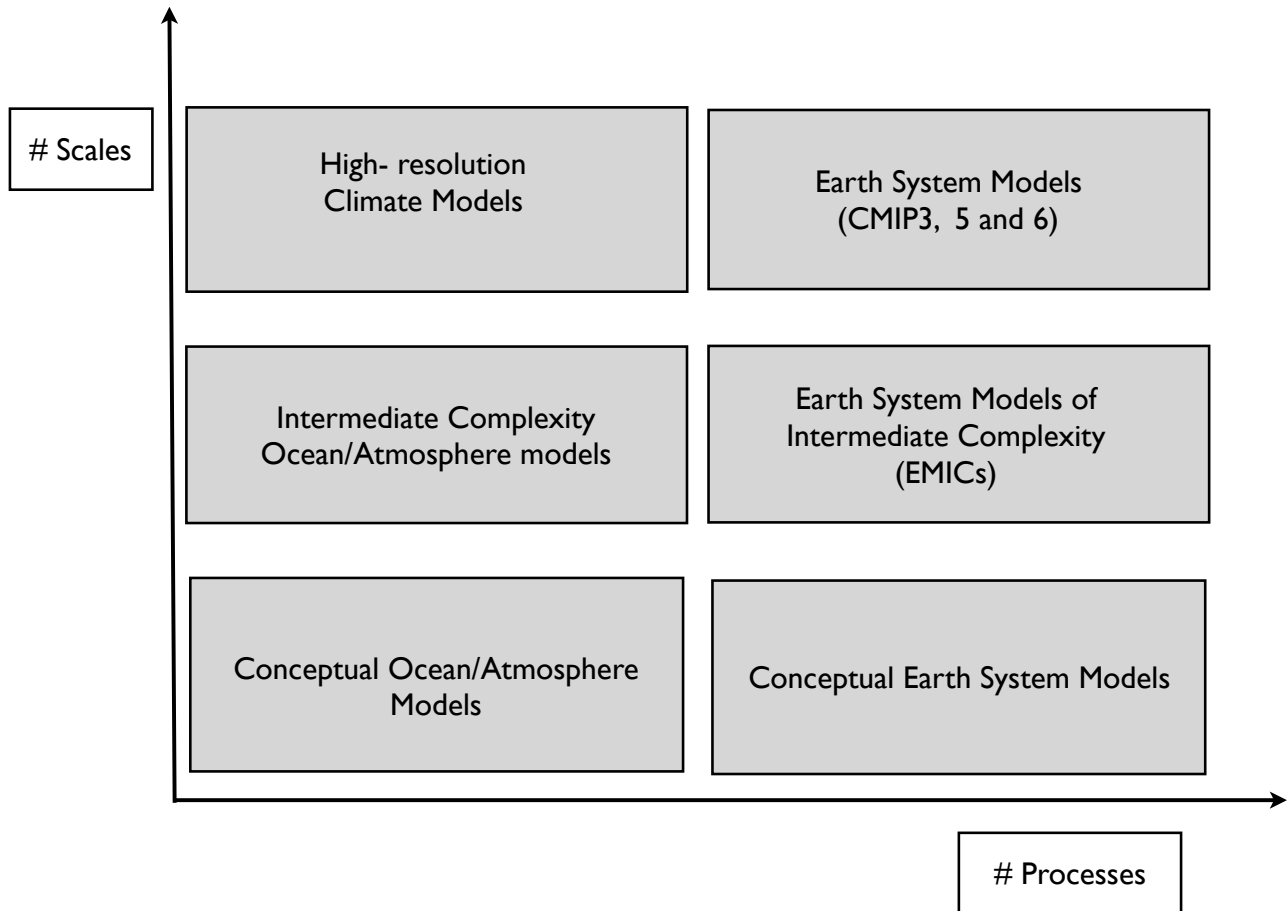 # Scales
High- resolution
Climate Models
Earth System Models
(CMIP3, 5 and 6)
Intermediate Complexity
Ocean/Atmosphere models
Earth System Models of
Intermediate Complexity
(EMICs)
Conceptual Ocean/Atmosphere
Models
Conceptual Earth System Models
# Processes